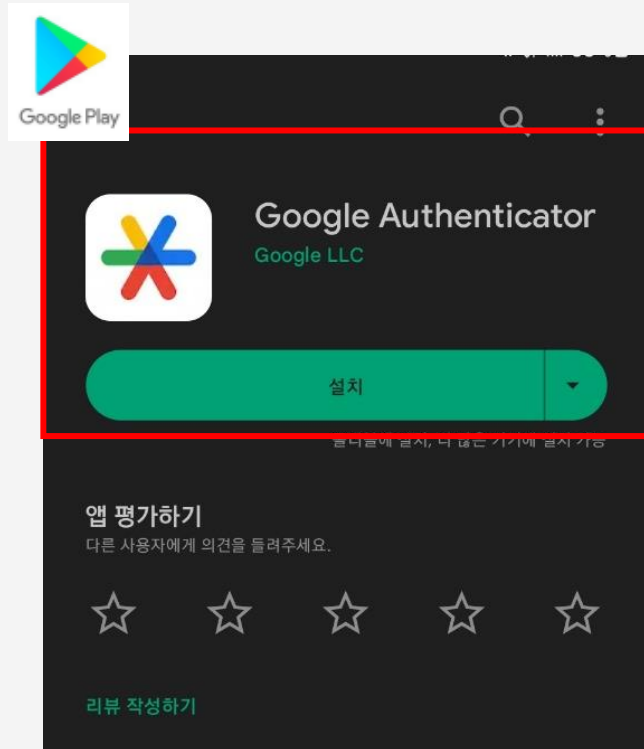 Google Play
Google Authenticator
Google LLC
설치
앱 평가하기
다른 사용자에게 의견을 들려주세요.
리뷰 작성하기